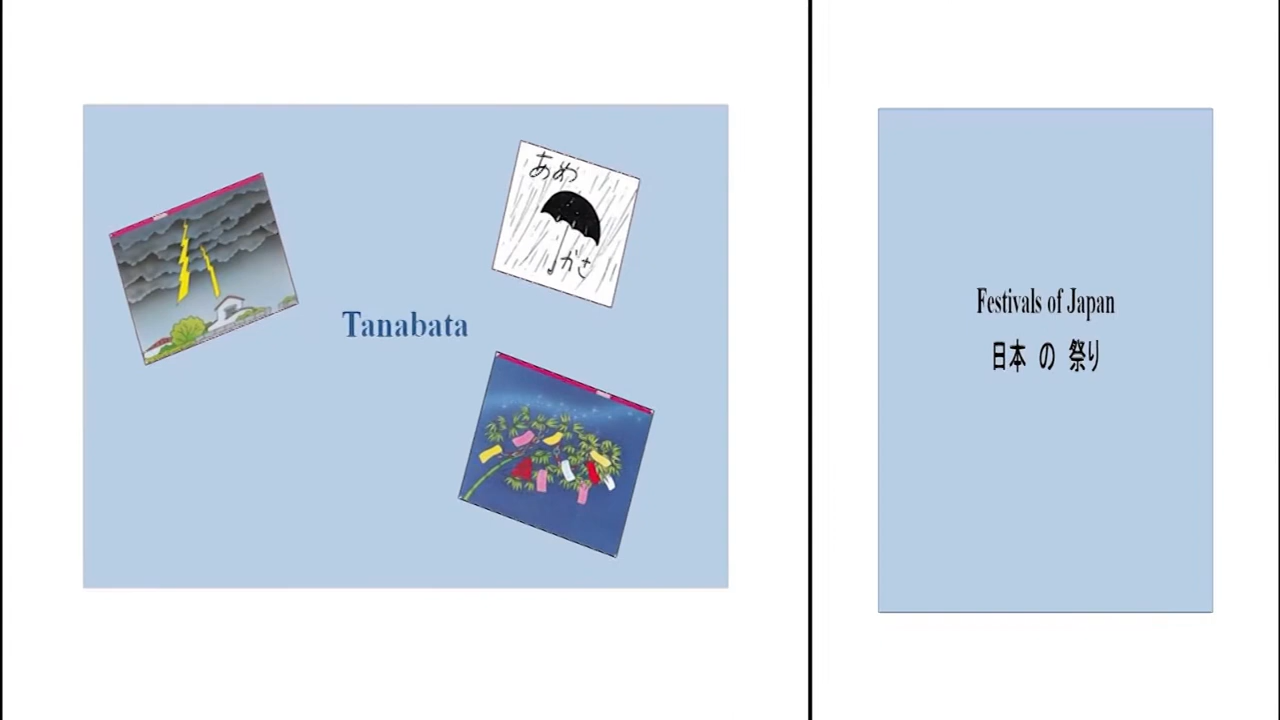 あめ
かさ
Tanabata
Festivals of Japan
日本 の 祭り